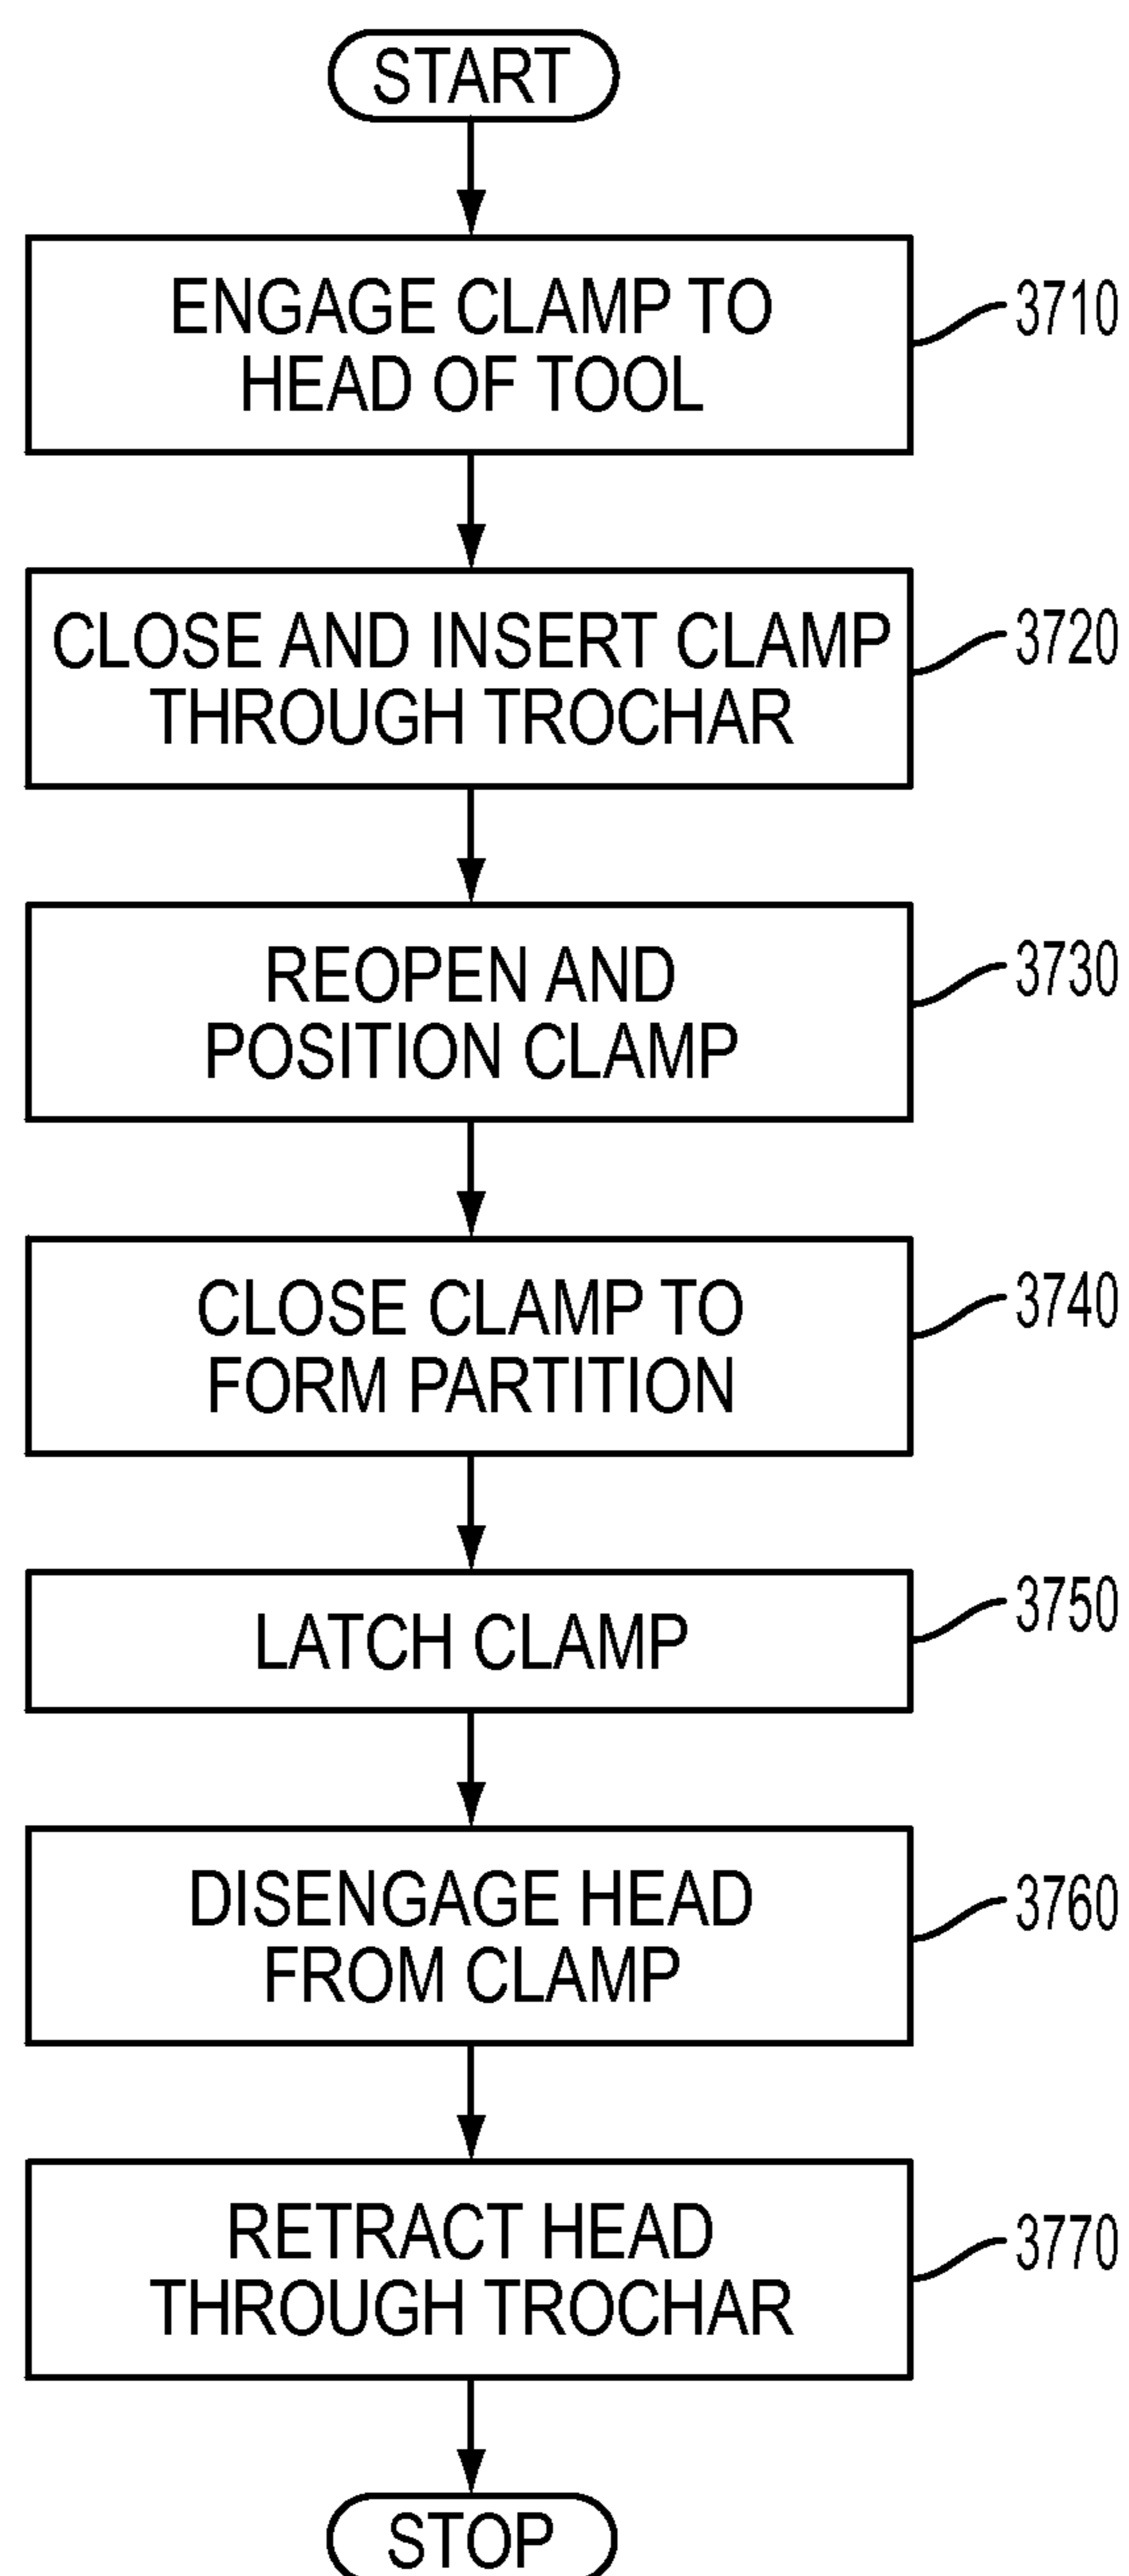 START
ENGAGE CLAMP TO
HEAD OF TOOL
3710
CLOSE AND INSERT CLAMP
THROUGH TROCHAR
3720
REOPEN AND
POSITION CLAMP
3730
CLOSE CLAMP TO
FORM PARTITION
3740
LATCH CLAMP
3750
DISENGAGE HEAD
FROM CLAMP
3760
RETRACT HEAD
THROUGH TROCHAR
3770
STOP